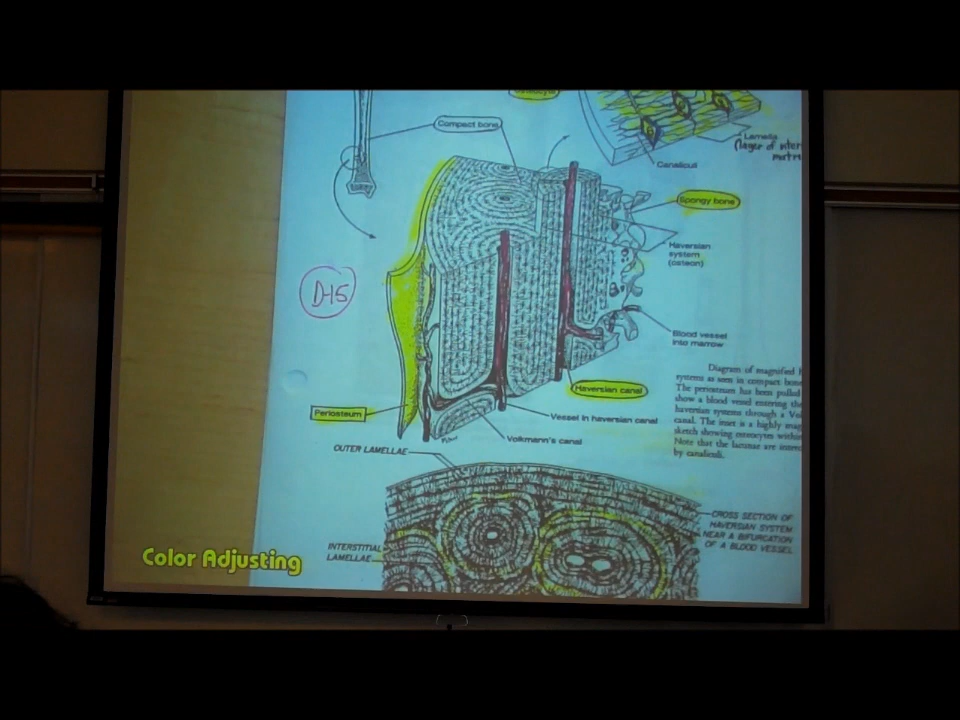 Compact bone
Lamella
(layer of inter
matri
Canaliculi
Spongy bone
Haversian
system
(osteon)
D-15
Blood vessel
into marrow
Haversian canal
Periosteum
Vessel in haversian canal
Volkmann's canal
Diagram of magnified
systems as seen in compact bone
The periosteum has been pulled
show a blood vessel entering the
haversian systems through a Vol
canal. The inset is a highly mag
sketch showing osteocytes within
Note that the lacunae are interc
by canaliculi.
OUTER LAMELLAE
CROSS SECTION OF
HAVERSIAN SYSTEM
NEAR A BIFURCATION
OF A BLOOD VESSEL
INTERSTITIAL
LAMELLAE
Color Adjusting